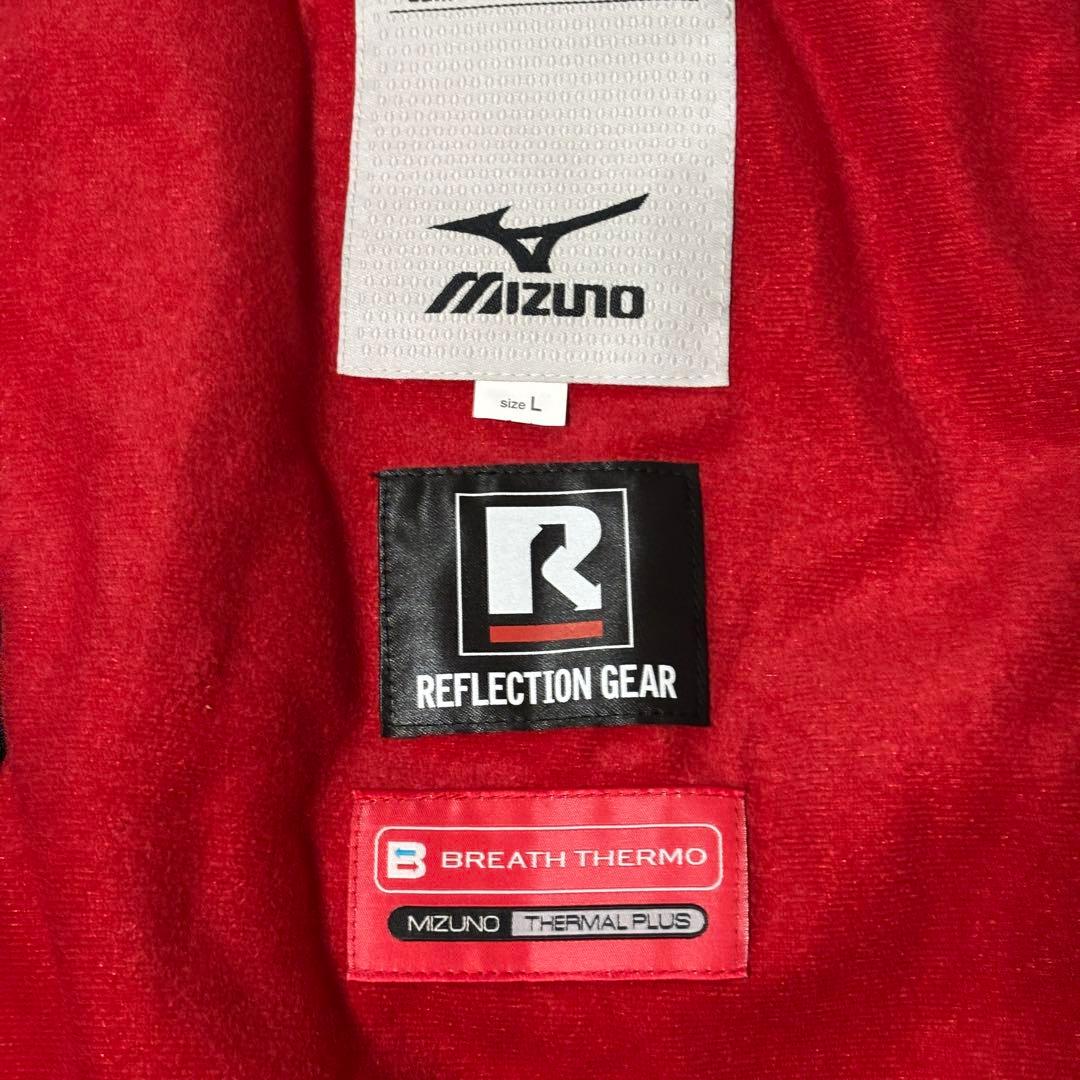 MIZUNO
size L
R
REFLECTION GEAR
B BREATH THERMO
MIZUNO THERMAL PLUS